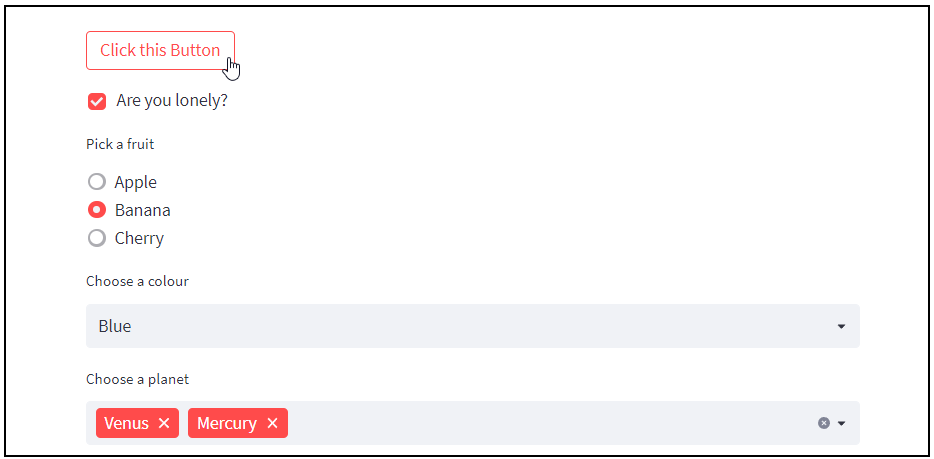 Click this Button
Are you lonely?
Pick a fruit
Apple
Banana
Cherry
Choose a colour
Blue
Choose a planet
Venus Mercury